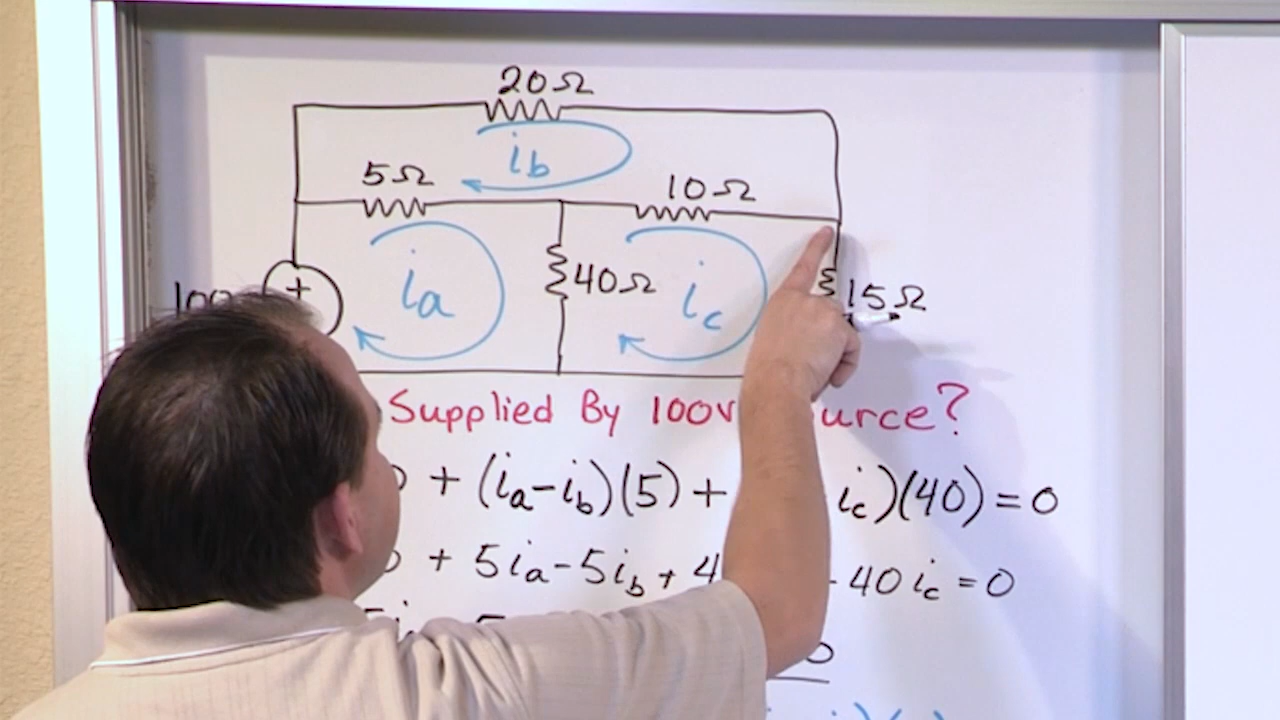 20Ω
ib
5Ω
10Ω
+
100
ia
40Ω
ic
15Ω
Supplied By 100V urce?
+ (ia-ib)(5) + ic)(40) = 0
+ 5ia - 5ib + 4 - 40ic = 0